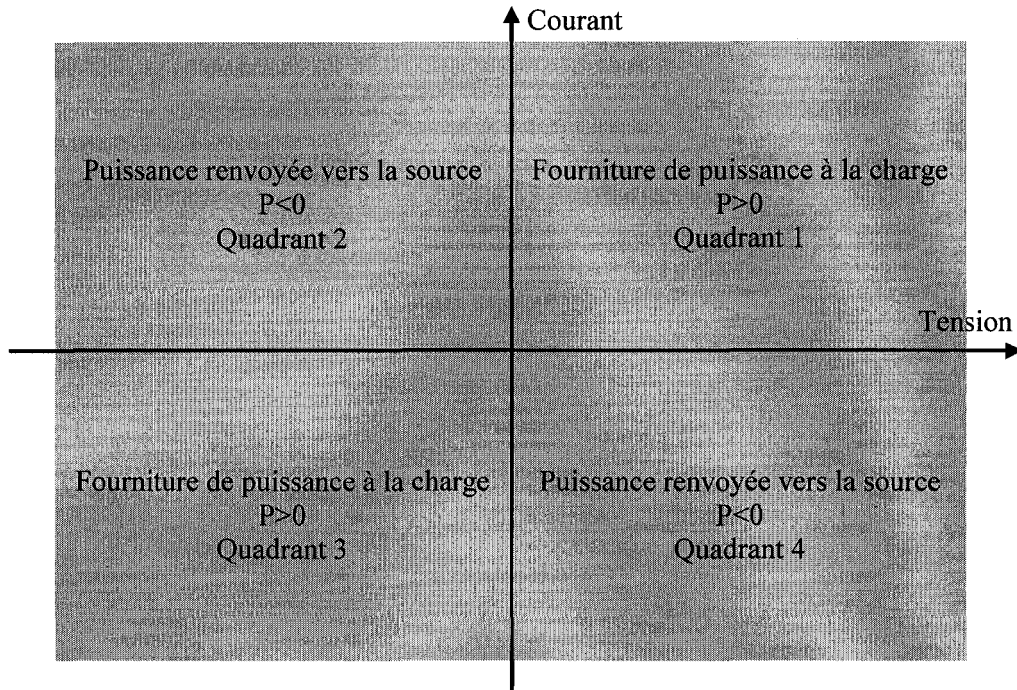 Courant
Puissance renvoyée vers la source
P<0
Quadrant 2
Fourniture de puissance à la charge
P>0
Quadrant 1
Tension
Fourniture de puissance à la charge
P>0
Quadrant 3
Puissance renvoyée vers la source
P<0
Quadrant 4